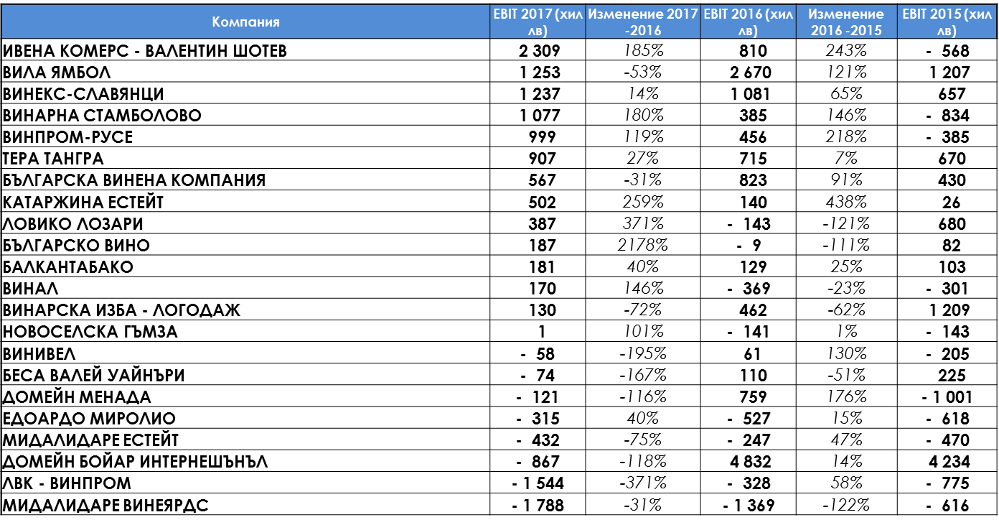 Компания EBIT 2017 (хил лв) Изменение 2017 -2016 EBIT 2016 (хил лв) Изменение 2016 -2015 EBIT 2015 (хил лв)
ИВЕНА КОМЕРС - ВАЛЕНТИН ШОТЕВ 2 309 185% 810 243% - 568
ВИЛА ЯМБОЛ 1 253 -53% 2 670 121% 1 207
ВИНЕКС-СЛАВЯНЦИ 1 237 14% 1 081 65% 657
ВИНАРНА СТАМБОЛОВО 1 077 180% 385 146% - 834
ВИНПРОМ-РУСЕ 999 119% 456 218% - 385
ТЕРА ТАНГРА 907 27% 715 7% 670
БЪЛГАРСКА ВИНЕНА КОМПАНИЯ 567 -31% 823 91% 430
КАТАРЖИНА ЕСТЕЙТ 502 259% 140 438% 26
ЛОВИКО ЛОЗАРИ 387 371% - 143 -121% 680
БЪЛГАРСКО ВИНО 187 2178% - 9 -111% 82
БАЛКАНТАБАКО 181 40% 129 25% 103
ВИНАЛ 170 146% - 369 -23% - 301
ВИНАРСКА ИЗБА - ЛОГОДАЖ 130 -72% 462 -62% 1 209
НОВОСЕЛСКА ГЪМЗА 1 101% - 141 1% - 143
ВИНИВЕЛ - 58 -195% 61 130% - 205
БЕСА ВАЛЕЙ УАЙНЪРИ - 74 -167% 110 -51% 225
ДОМЕЙН МЕНАДА - 121 -116% 759 176% - 1 001
ЕДОАРДО МИРОЛИО - 315 40% - 527 15% - 618
МИДАЛИДАРЕ ЕСТЕЙТ - 432 -75% - 247 47% - 470
ДОМЕЙН БОЙАР ИНТЕРНЕШЪНЪЛ - 867 -118% 4 832 14% 4 234
ЛВК - ВИНПРОМ - 1 544 -371% - 328 58% - 775
МИДАЛИДАРЕ ВИНЕЯРДС - 1 788 -31% - 1 369 -122% - 616